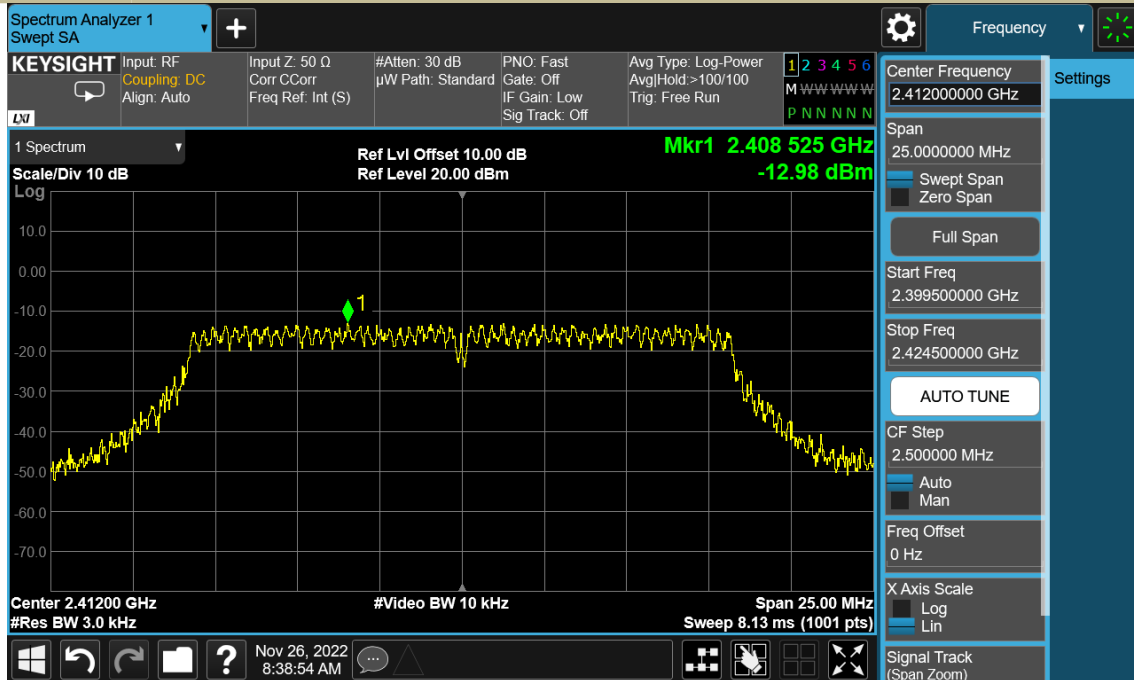 Spectrum Analyzer 1
Swept SA
Frequency
KEYSIGHT
LXI
Input: RF
Coupling: DC
Align: Auto
Input Z: 50 Ω
Corr CCorr
Freq Ref: Int (S)
#Atten: 30 dB
µW Path: Standard
PNO: Fast
Gate: Off
IF Gain: Low
Sig Track: Off
Avg Type: Log-Power
Avg|Hold:>100/100
Trig: Free Run
1 2 3 4 5 6
M W W W W W
P N N N N N
1 Spectrum
Scale/Div 10 dB
Log
Ref Lvl Offset 10.00 dB
Ref Level 20.00 dBm
Mkr1 2.408 525 GHz
-12.98 dBm
10.0
0.00
-10.0
-20.0
-30.0
-40.0
-50.0
-60.0
-70.0
1
Center 2.41200 GHz
#Video BW 10 kHz
Span 25.00 MHz
#Res BW 3.0 kHz
Sweep 8.13 ms (1001 pts)
Nov 26, 2022
8:38:54 AM
Center Frequency
2.412000000 GHz
Settings
Span
25.0000000 MHz
Swept Span
Zero Span
Full Span
Start Freq
2.399500000 GHz
Stop Freq
2.424500000 GHz
AUTO TUNE
CF Step
2.500000 MHz
Auto
Man
Freq Offset
0 Hz
X Axis Scale
Log
Lin
Signal Track
(Span Zoom)